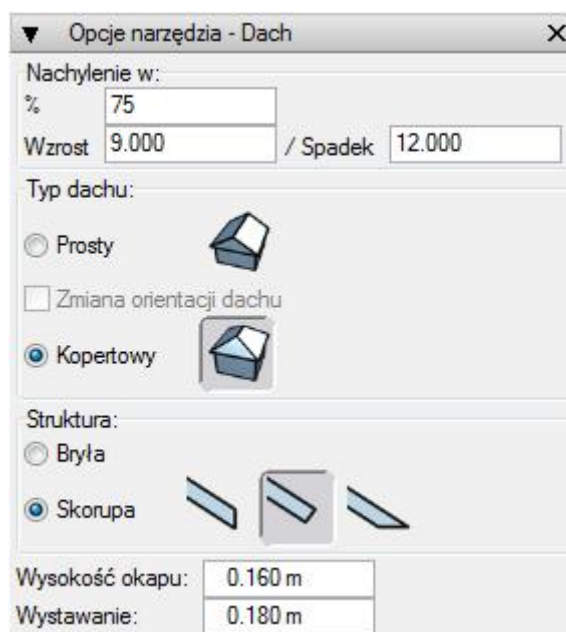 Opcje narzędzia - Dach
Nachylenie w:
% 75
Wzrost 9.000 / Spadek 12.000
Typ dachu:
Prosty
Zmiana orientacji dachu
Kopertowy
Struktura:
Bryła
Skorupa
Wysokość okapu: 0.160 m
Wystawanie: 0.180 m